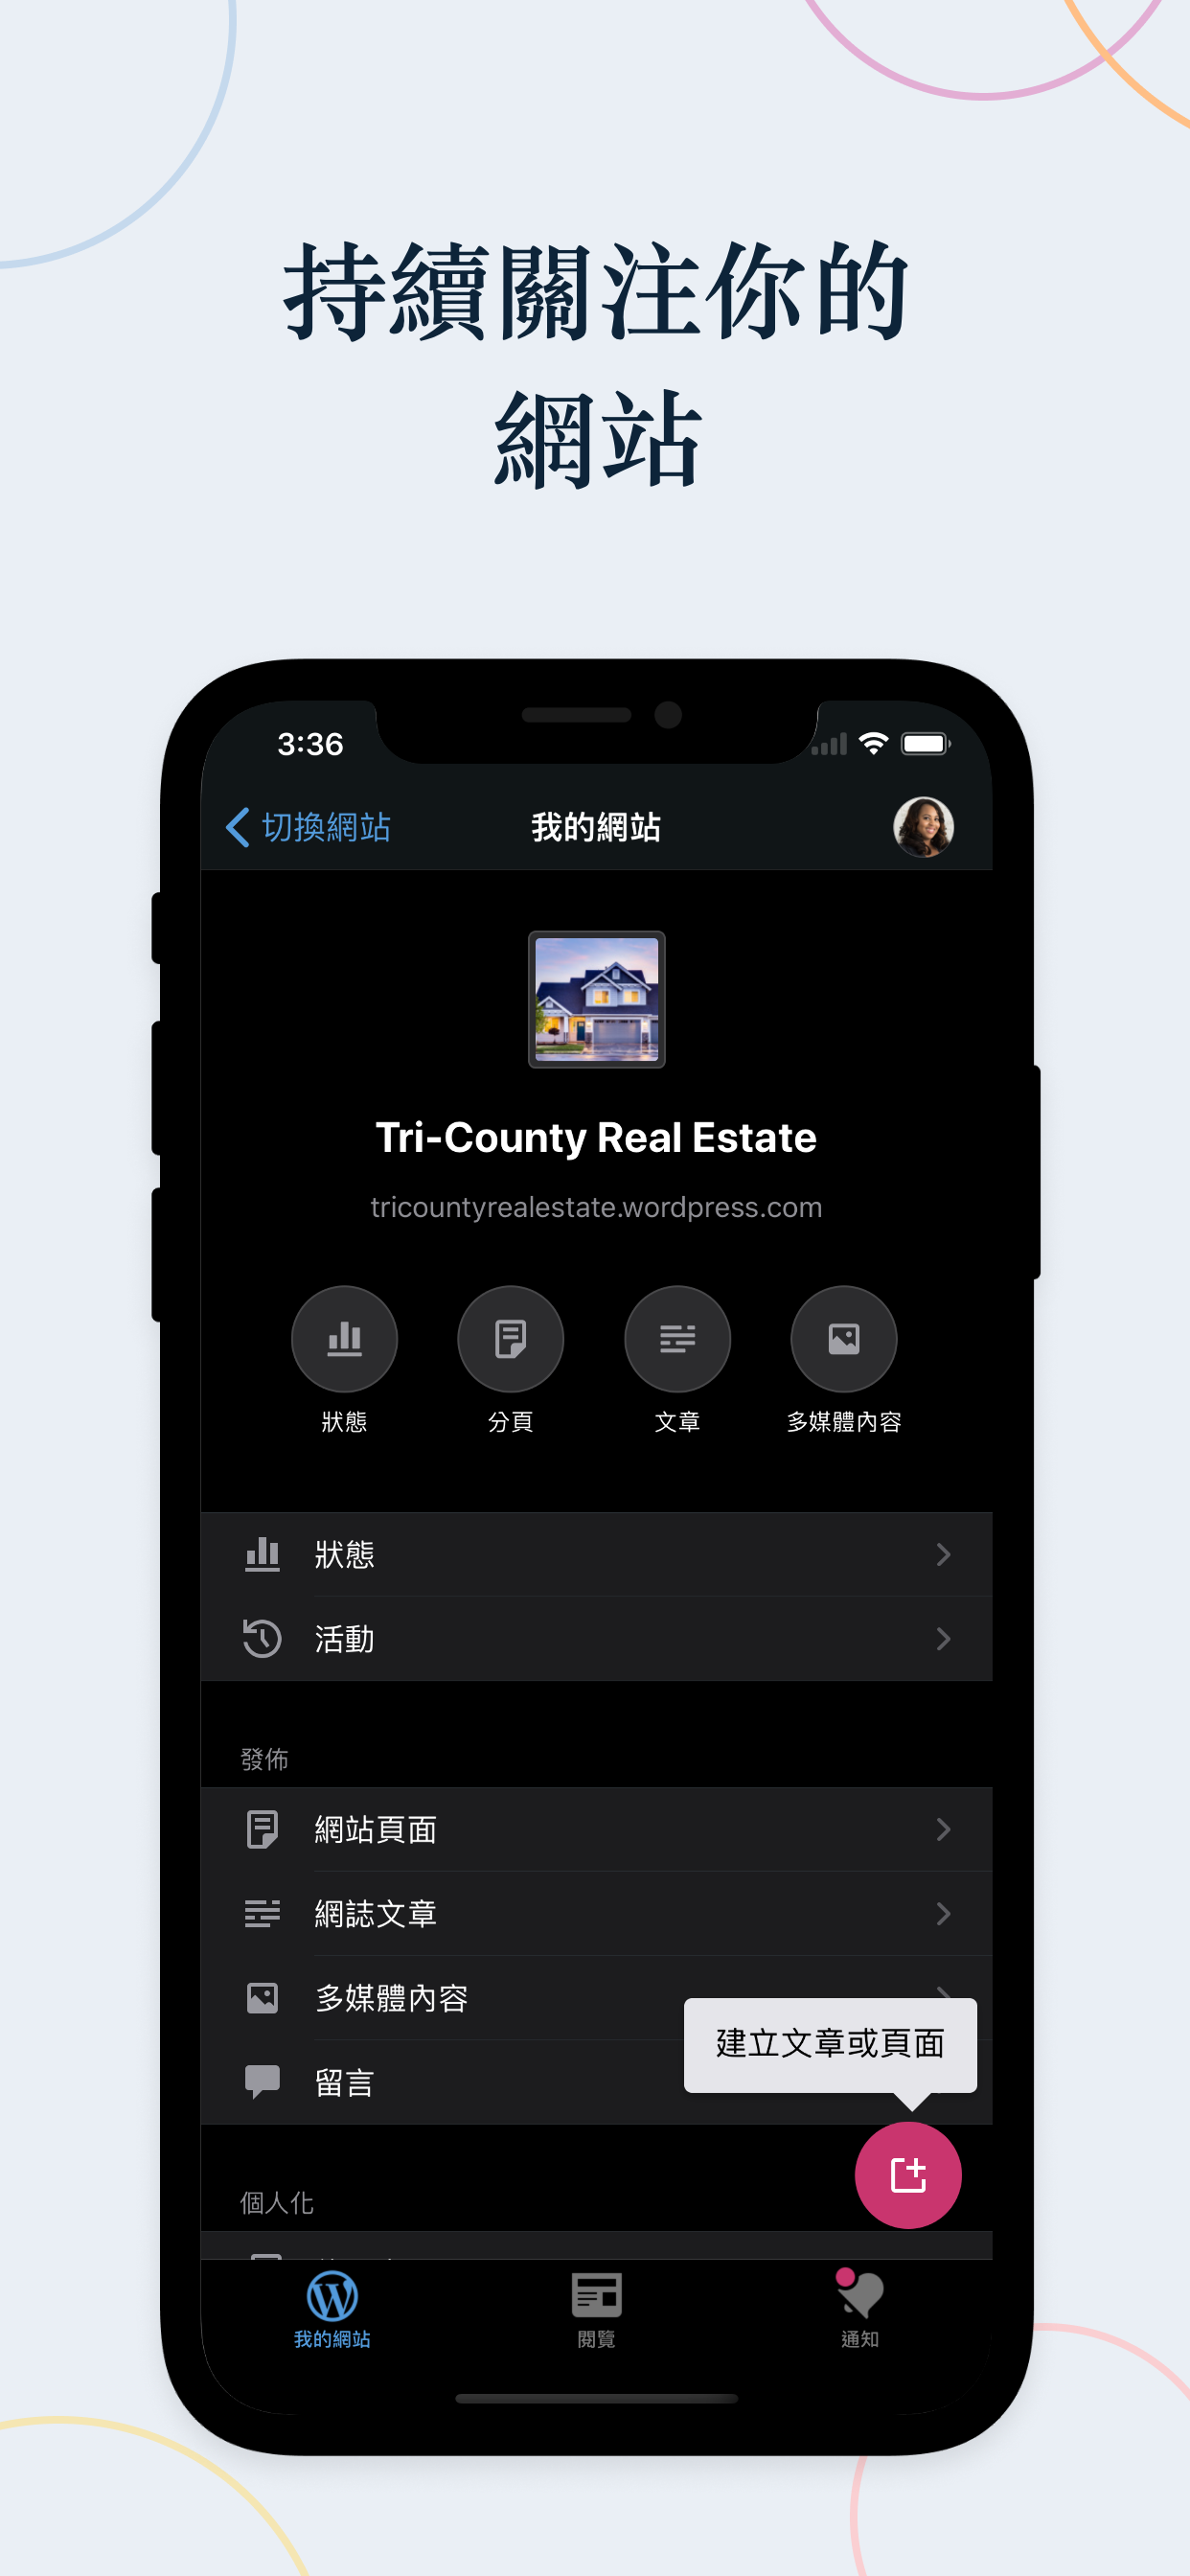 持續關注你的
網站
3:36
切換網站
我的網站
Tri-County Real Estate
tricountyrealestate.wordpress.com
狀態
分頁
文章
多媒體內容
狀態
活動
發佈
網站頁面
網誌文章
多媒體內容
建立文章或頁面
留言
個人化
我的網站
閱覽
通知